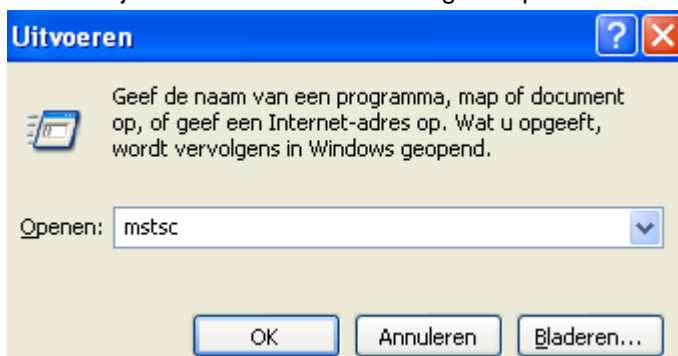 Uitvoeren
Geef de naam van een programma, map of document
op, of geef een Internet-adres op. Wat u opgeeft,
wordt vervolgens in Windows geopend.
Openen: mstsc
OK Annuleren Bladeren...